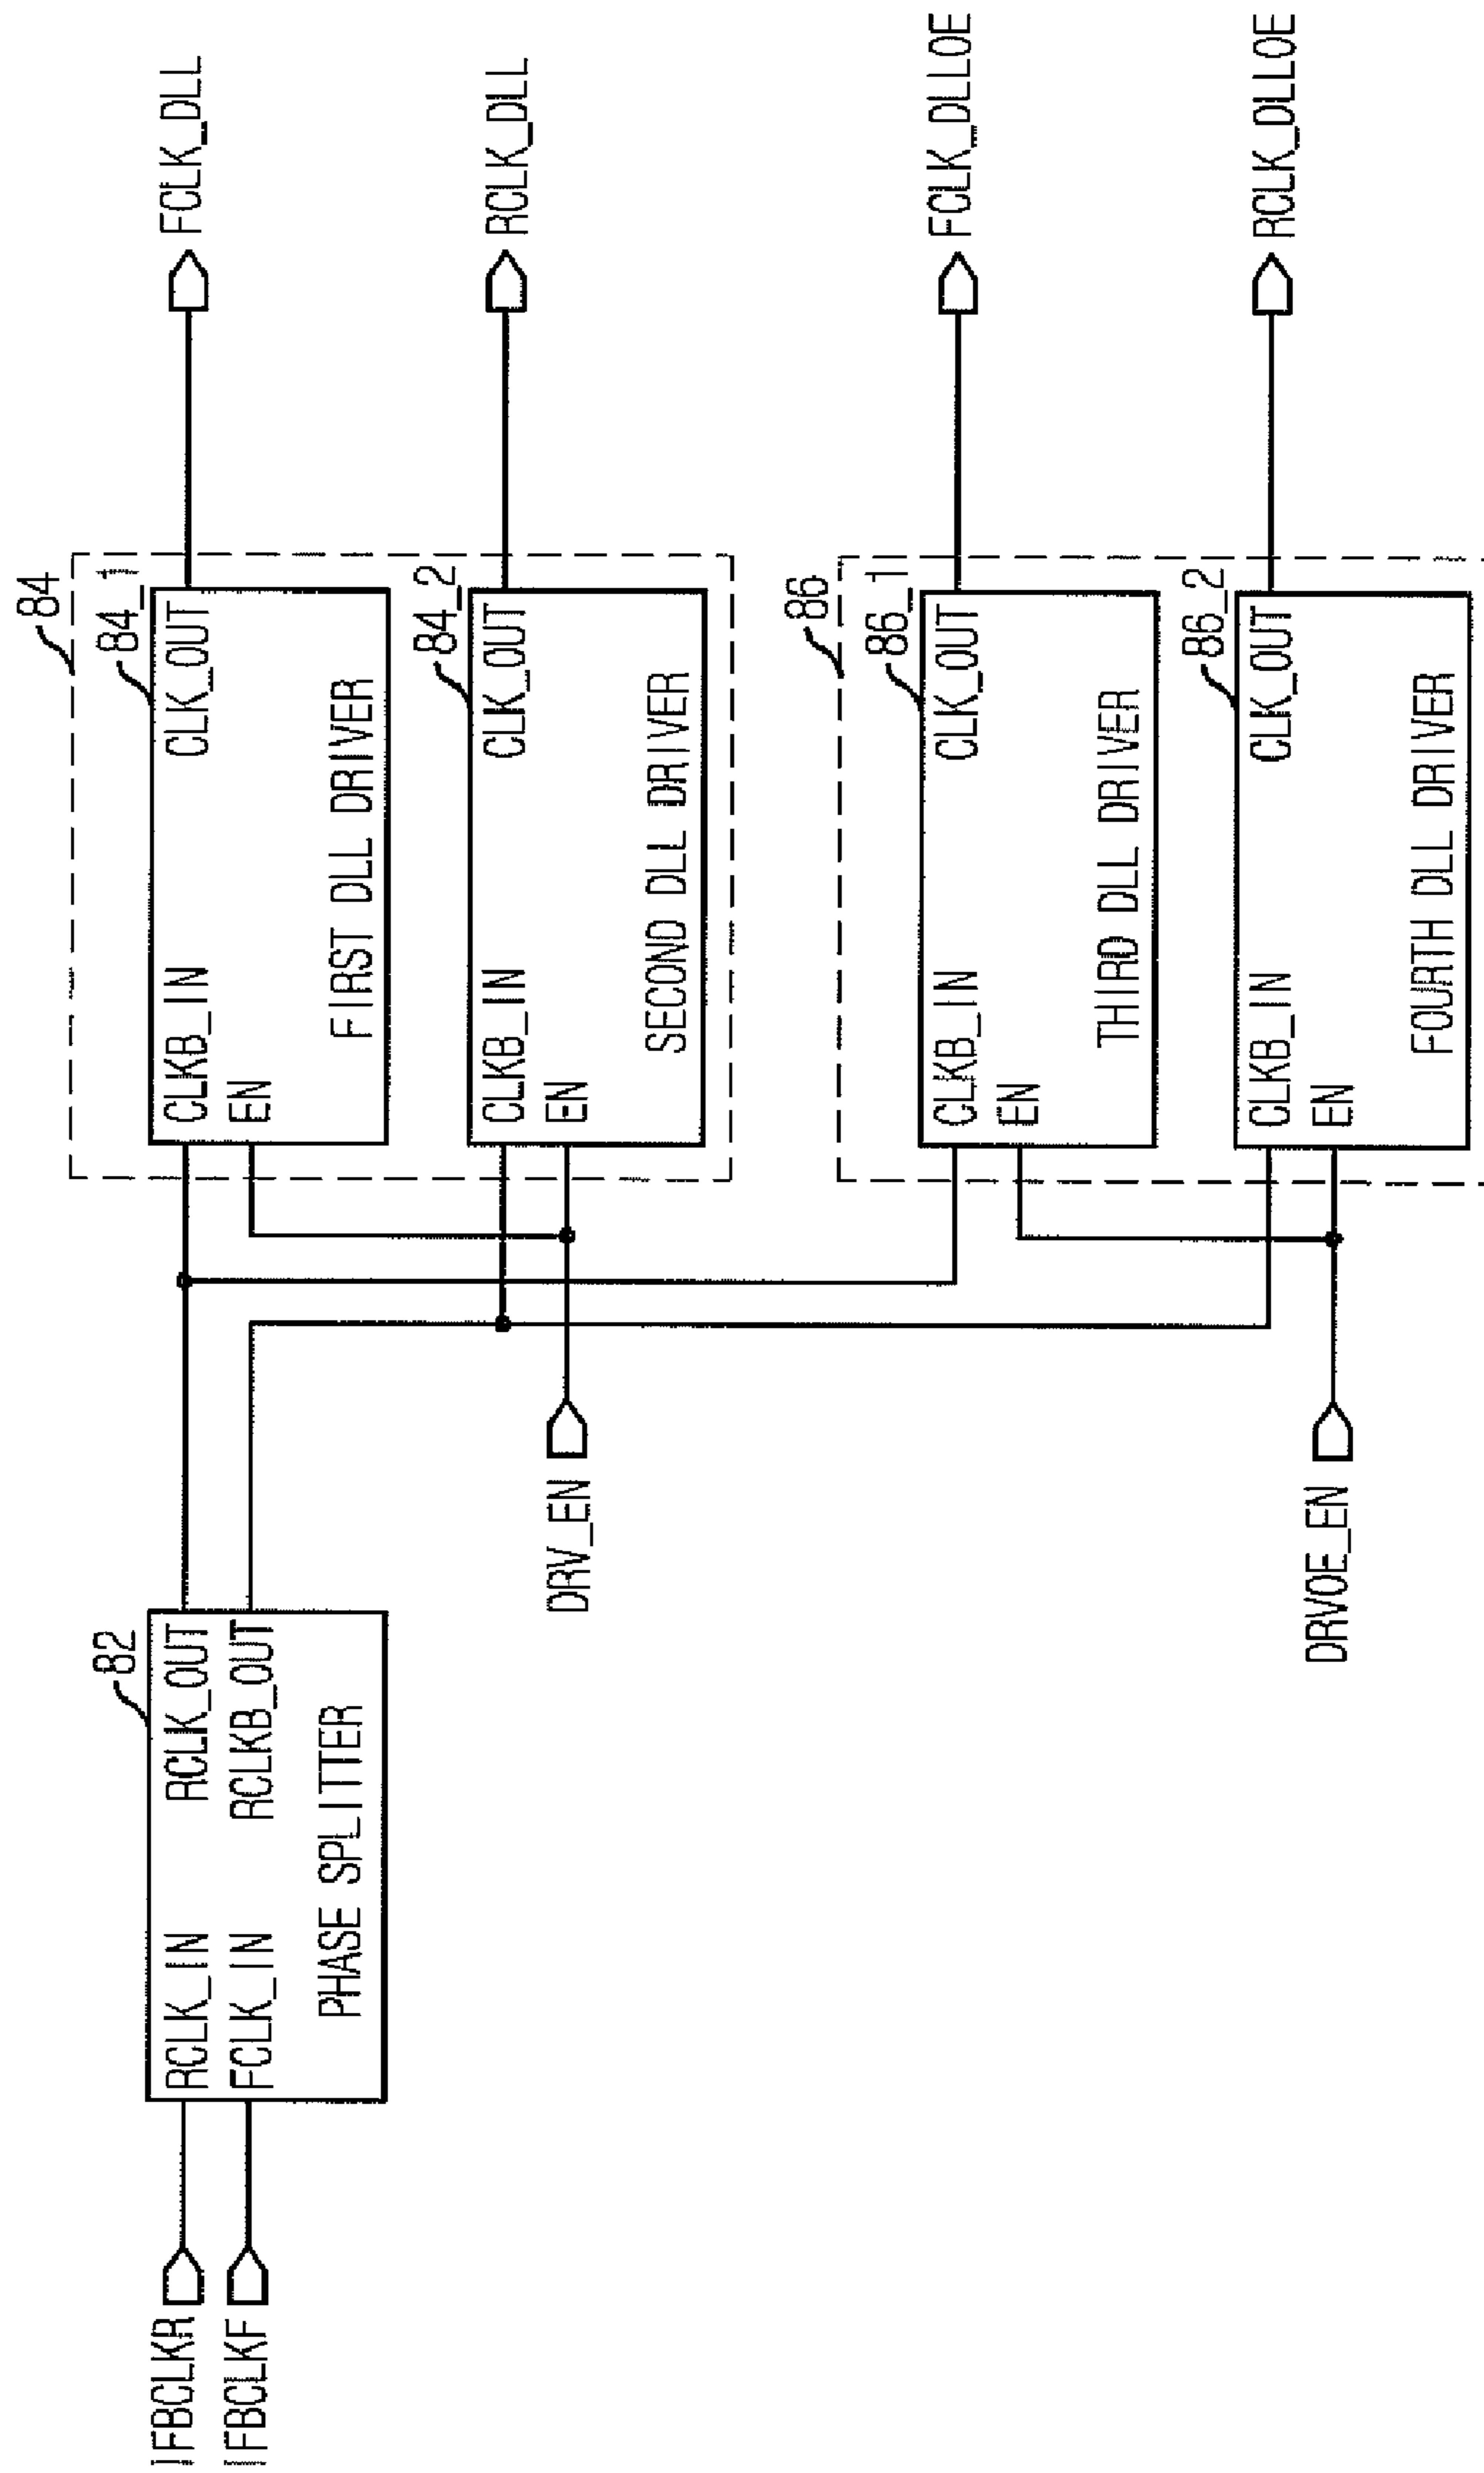 IFBCLKR
IFBCLKF
82
RCLK_IN RCLK_OUT
FCLK_IN RCLKB_OUT
PHASE SPLITTER
DRV_EN
DRVOE_EN
84
84_1
CLKB_IN CLK_OUT
EN
FIRST DLL DRIVER
FCLK_DLL
84_2
CLKB_IN CLK_OUT
EN
SECOND DLL DRIVER
RCLK_DLL
86
86_1
CLKB_IN CLK_OUT
EN
THIRD DLL DRIVER
FCLK_DLLOE
86_2
CLKB_IN CLK_OUT
EN
FOURTH DLL DRIVER
RCLK_DLLOE